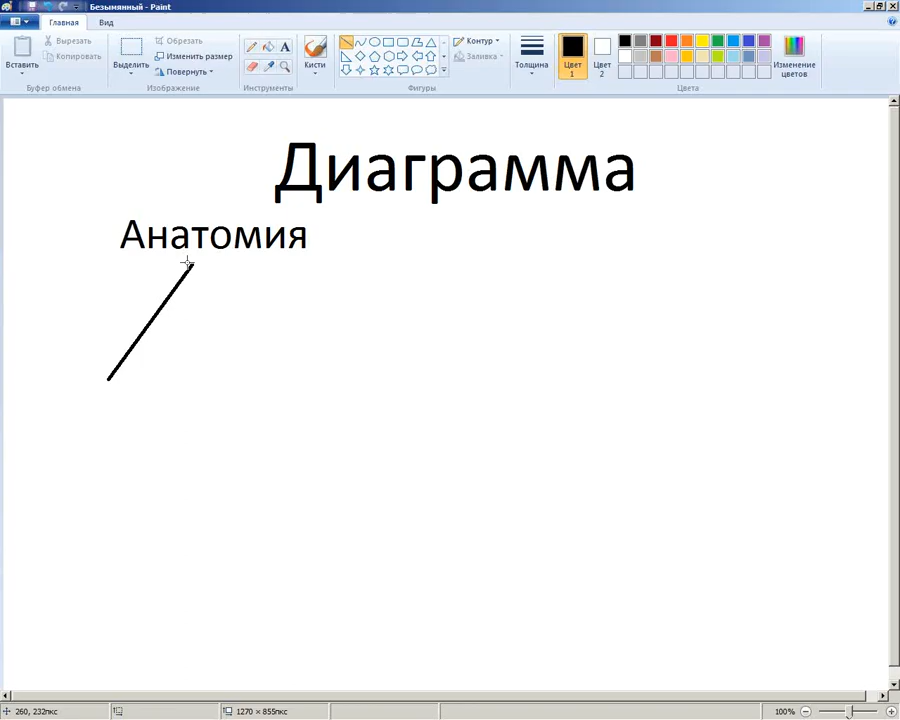 Безымянный - Paint
Главная Вид
Вставить
Вырезать
Копировать
Буфер обмена
Выделить
Обрезать
Изменить размер
Повернуть
Изображение
A
Инструменты
Кисти
Контур
Заливка
Фигуры
Толщина
Цвет 1
Цвет 2
Изменение цветов
Цвета
Диаграмма
Анатомия
260, 232пкс
1270 × 855пкс
100%